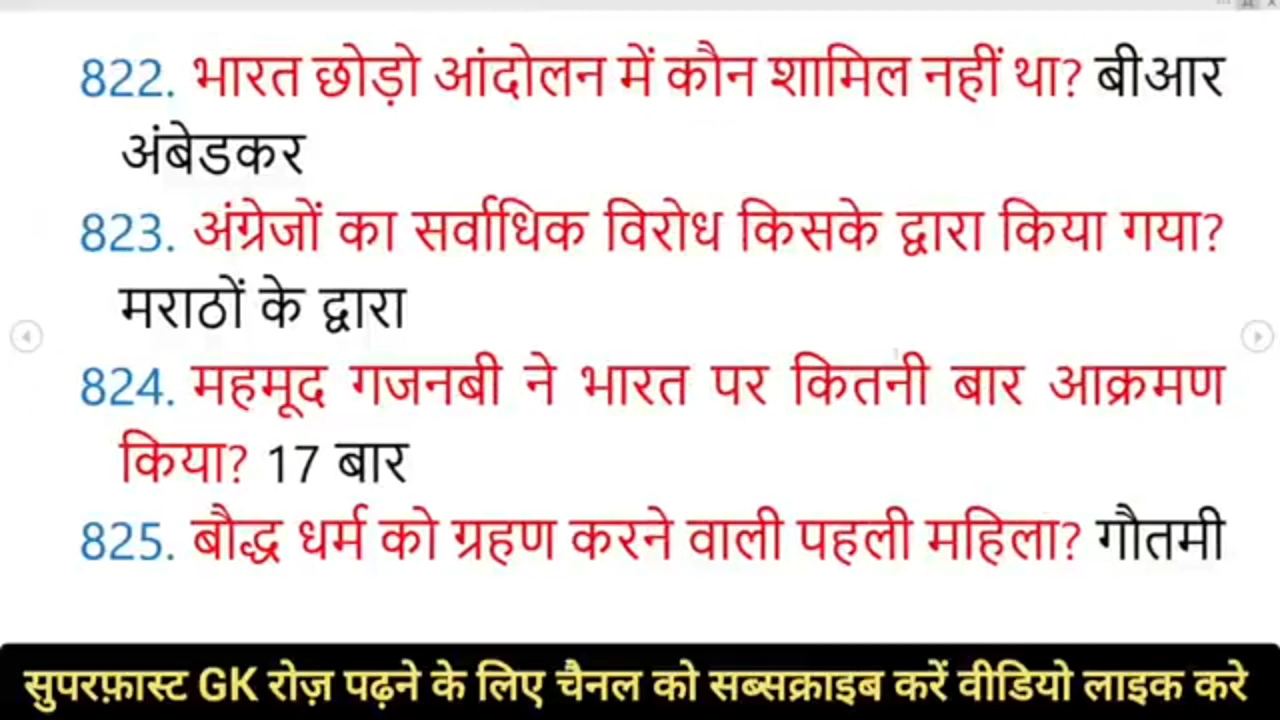 822. भारत छोड़ो आंदोलन में कौन शामिल नहीं था? बीआर
अंबेडकर
823. अंग्रेजों का सर्वाधिक विरोध किसके द्वारा किया गया?
मराठों के द्वारा
824. महमूद गजनबी ने भारत पर कितनी बार आक्रमण
किया? 17 बार
825. बौद्ध धर्म को ग्रहण करने वाली पहली महिला? गौतमी
सुपरफ़ास्ट GK रोज़ पढ़ने के लिए चैनल को सब्सक्राइब करें वीडियो लाइक करे